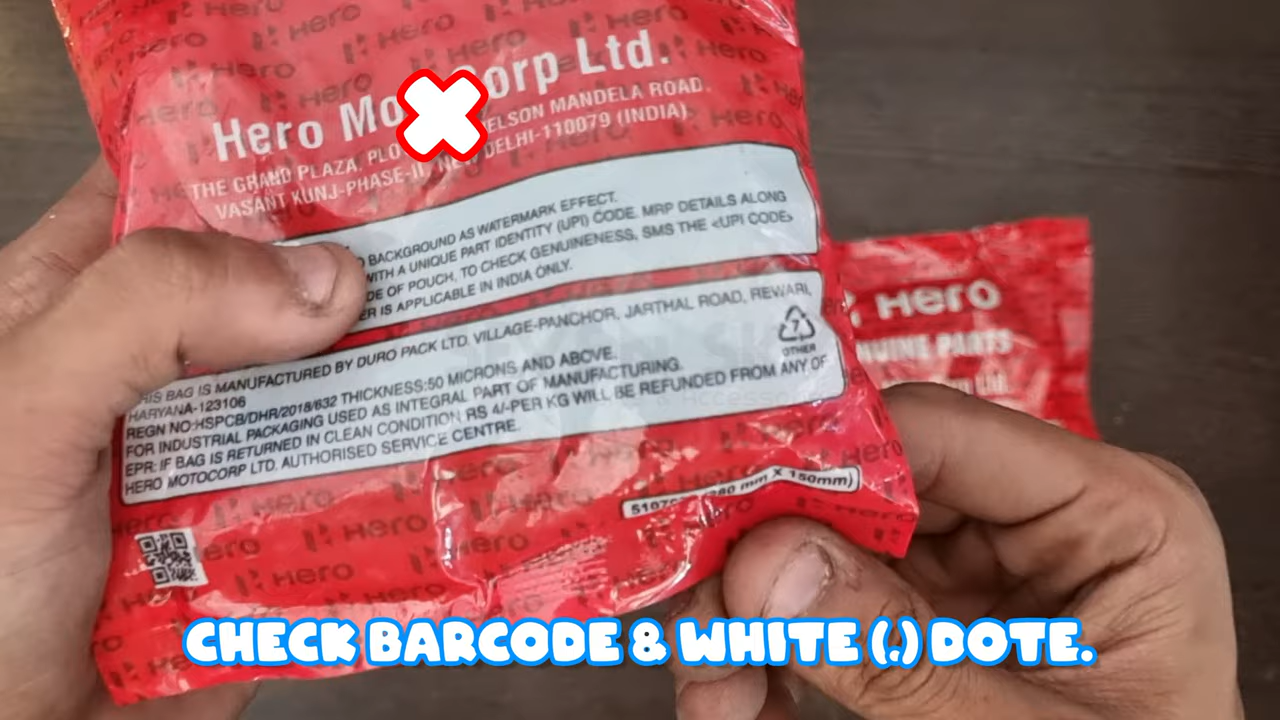 Hero Mo Corp Ltd.
THE GRAND PLAZA, PLO ELSON MANDELA ROAD.
VASANT KUNJ-PHASE-II, NEW DELHI-110079 (INDIA)
BACKGROUND AS WATERMARK EFFECT.
WITH A UNIQUE PART IDENTITY (UPI) CODE. MRP DETAILS ALONG
DE OF POUCH, TO CHECK GENUINENESS, SMS THE <UPI CODE>
ER IS APPLICABLE IN INDIA ONLY.
HIS BAG IS MANUFACTURED BY DURO PACK LTD. VILLAGE-PANCHOR, JARTHAL ROAD, REWARI,
HARYANA-123106
REGN NO:HSPCB/DHR/2018/632 THICKNESS:50 MICRONS AND ABOVE.
FOR INDUSTRIAL PACKAGING USED AS INTEGRAL PART OF MANUFACTURING.
EPR: IF BAG IS RETURNED IN CLEAN CONDITION RS 4/-PER KG WILL BE REFUNDED FROM ANY OF
HERO MOTOCORP LTD. AUTHORISED SERVICE CENTRE.
7
OTHER
mm X 150mm)
Hero
NUINE PARTS
Corp Ltd.
CHECK BARCODE & WHITE (.) DOTE.